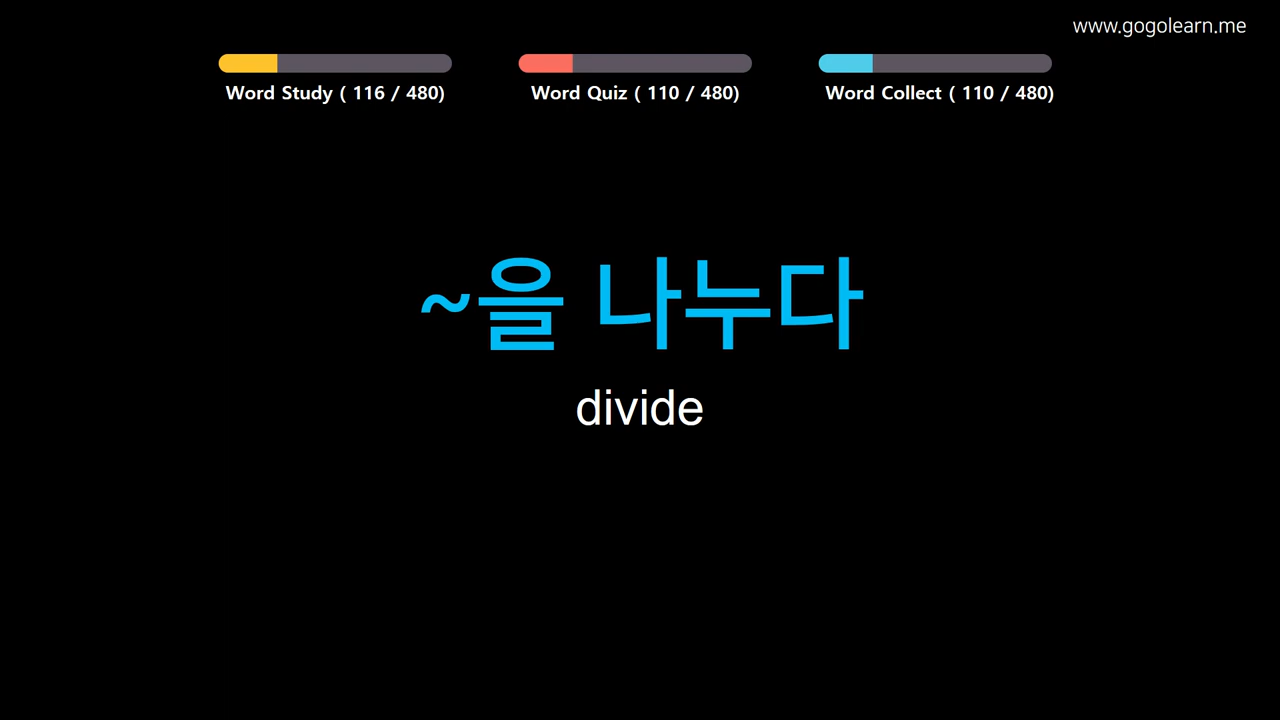 www.gogolearn.me
Word Study ( 116 / 480)
Word Quiz ( 110 / 480)
Word Collect ( 110 / 480)
~을 나누다
divide